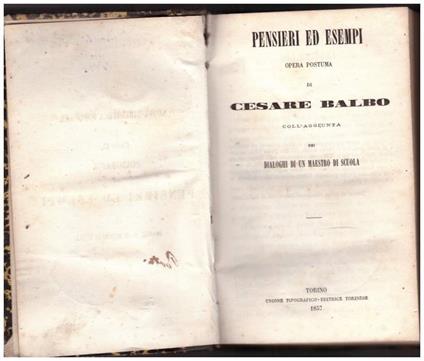 PENSIERI ED ESEMPI
OPERA POSTUMA
DI
CESARE BALBO
COLL'AGGIUNTA
DEI
DIALOGHI DI UN MAESTRO DI SCUOLA
TORINO
UNIONE TIPOGRAFICO-EDITRICE TORINESE
1857